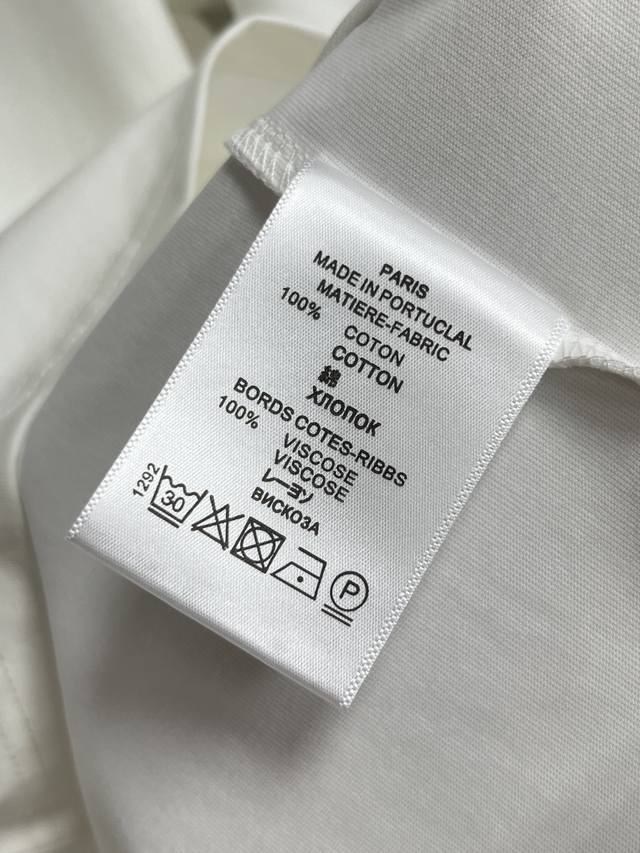 PARIS
MADE IN PORTUCLAL
MATIERE-FABRIC
100% COTON
COTTON
綿
ХЛОПОК
BORDS COTES-RIBBS
100% VISCOSE
VISCOSE
レーヨン
ВИСКОЗА
1292
30
P